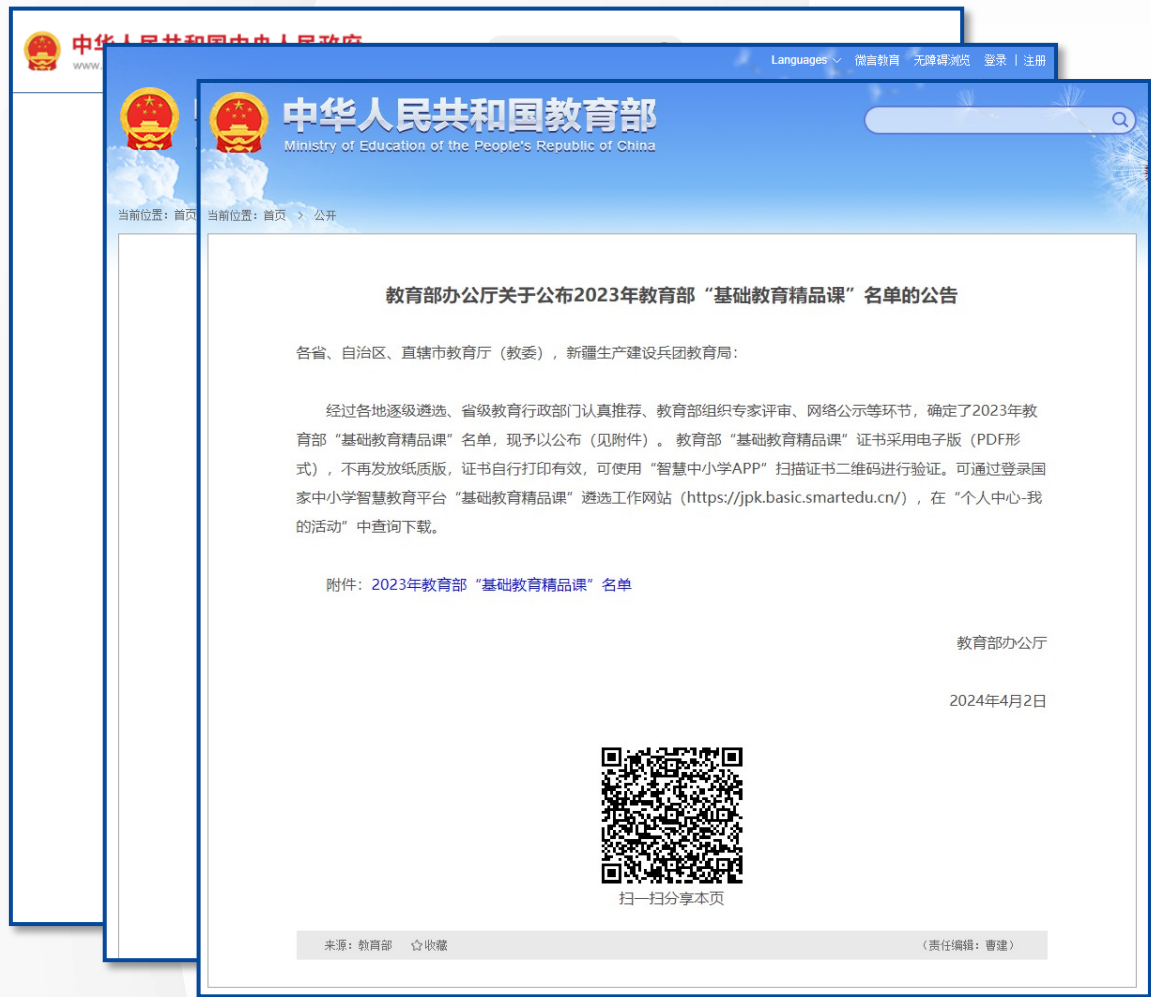 中华人民共和国中央人民政府
www.
Languages 微言教育 无障碍浏览 登录 | 注册
中华人民共和国教育部
Ministry of Education of the People's Republic of China
当前位置：首页
当前位置：首页 > 公开
教育部办公厅关于公布2023年教育部“基础教育精品课”名单的公告
各省、自治区、直辖市教育厅（教委），新疆生产建设兵团教育局：
经过各地逐级遴选、省级教育行政部门认真推荐、教育部组织专家评审、网络公示等环节，确定了2023年教
育部“基础教育精品课”名单，现予以公布（见附件）。 教育部“基础教育精品课”证书采用电子版（PDF形
式），不再发放纸质版，证书自行打印有效，可使用“智慧中小学APP”扫描证书二维码进行验证。可通过登录国
家中小学智慧教育平台“基础教育精品课”遴选工作网站（https://jpk.basic.smartedu.cn/），在“个人中心-我
的活动”中查询下载。
附件：2023年教育部“基础教育精品课”名单
教育部办公厅
2024年4月2日
扫一扫分享本页
来源：教育部 ☆收藏 （责任编辑：曹建）